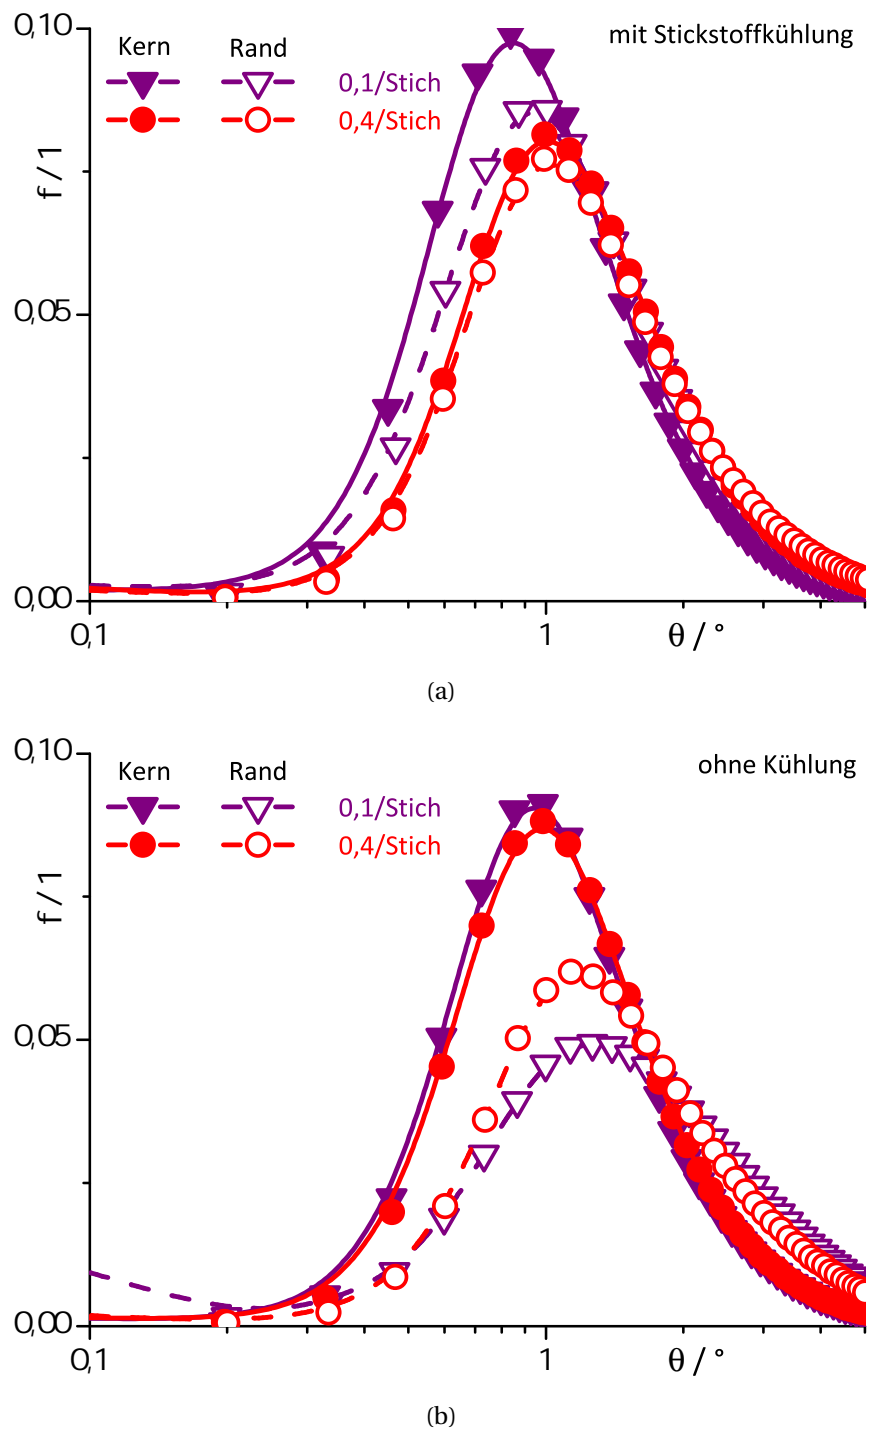 0,10
mit Stickstoffkühlung
Kern Rand
0,1/Stich
0,4/Stich
f / 1
0,05
0,00
0,1 1 θ / °
(a)
0,10
ohne Kühlung
Kern Rand
0,1/Stich
0,4/Stich
f / 1
0,05
0,00
0,1 1 θ / °
(b)